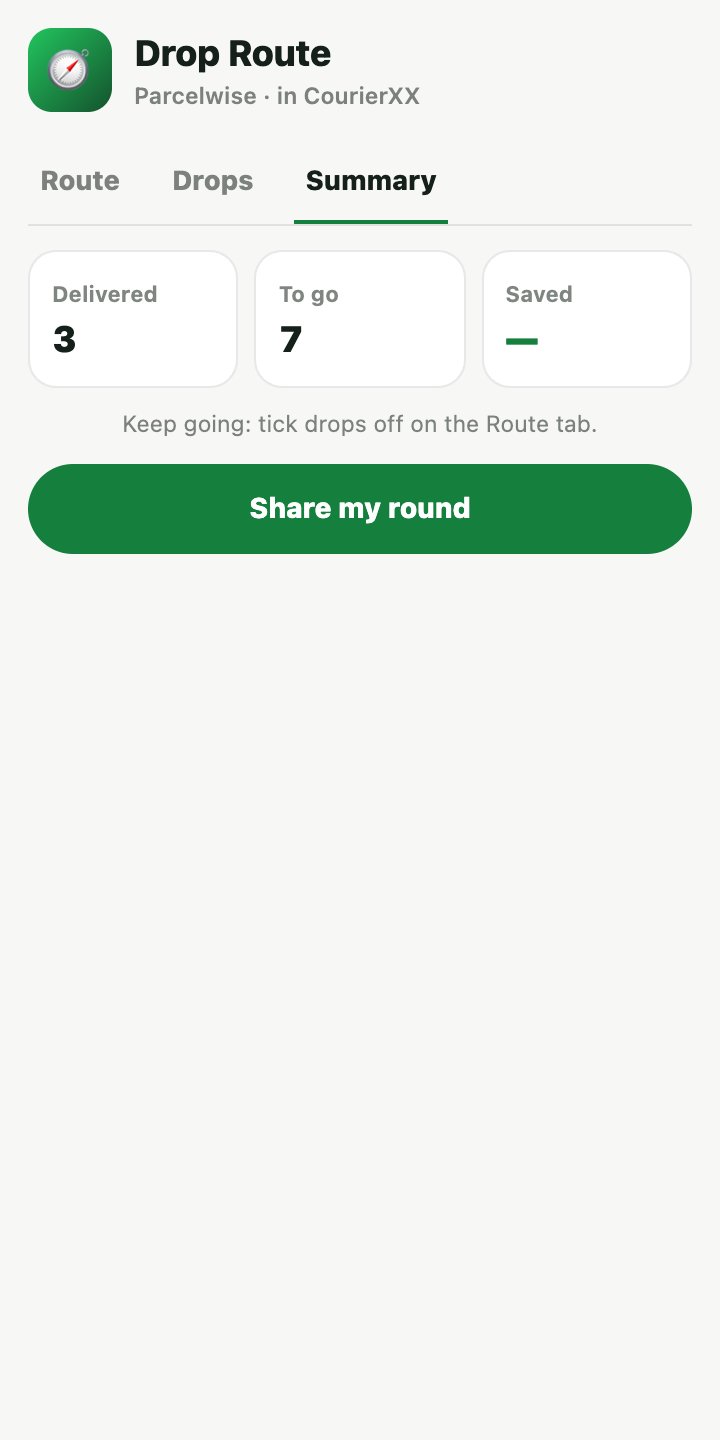 Drop Route
Parcelwise · in CourierXX
Route Drops Summary
Delivered To go Saved
3 7 —
Keep going: tick drops off on the Route tab.
Share my round